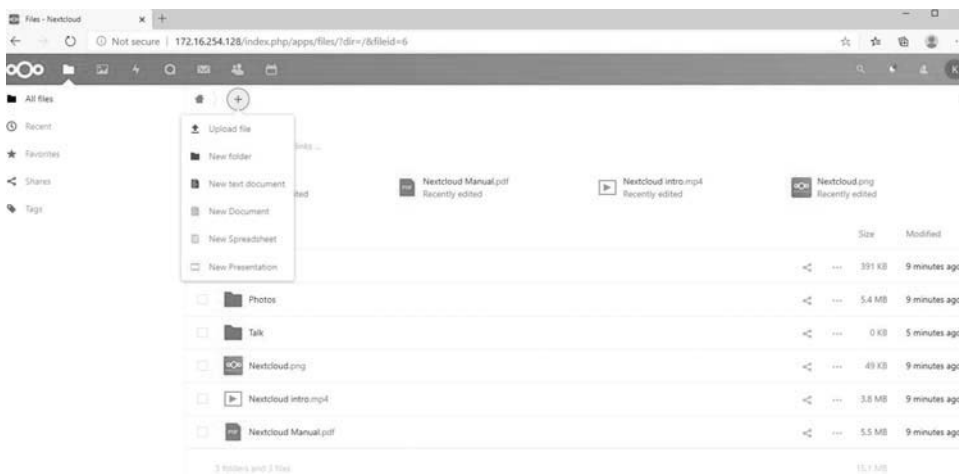 Files - Nextcloud
Not secure | 172.16.254.128/index.php/apps/files/?dir=/&fileid=6
K
All files
Recent
Favorites
Shares
Tags
Upload file
New folder
New text document
New Document
New Spreadsheet
New Presentation
links ...
Nextcloud Manual.pdf
Recently edited
Nextcloud intro.mp4
Recently edited
Nextcloud.png
Recently edited
Size Modified
391 KB 9 minutes ago
Photos 5.4 MB 9 minutes ago
Talk 0 KB 5 minutes ago
Nextcloud.png 49 KB 9 minutes ago
Nextcloud intro.mp4 3.8 MB 9 minutes ago
Nextcloud Manual.pdf 5.5 MB 9 minutes ago
3 folders and 3 files 15.1 MB